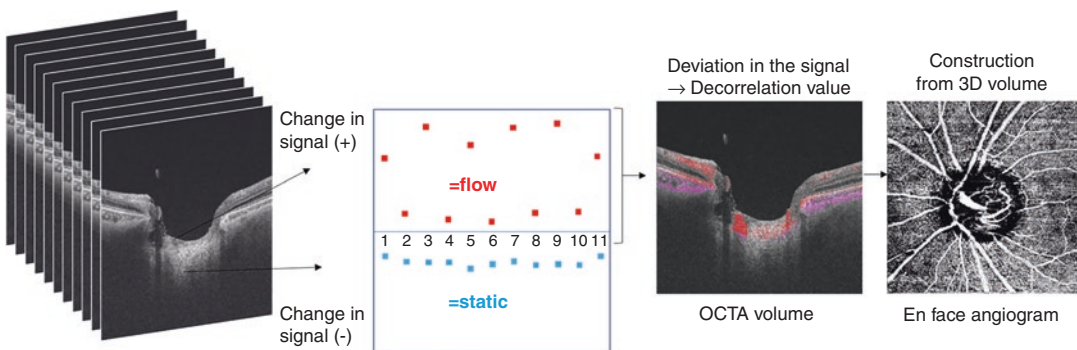 Change in
signal (+)
Change in
signal (-)
=flow
1 2 3 4 5 6 7 8 9 10 11
=static
Deviation in the signal
→ Decorrelation value
OCTA volume
Construction
from 3D volume
En face angiogram